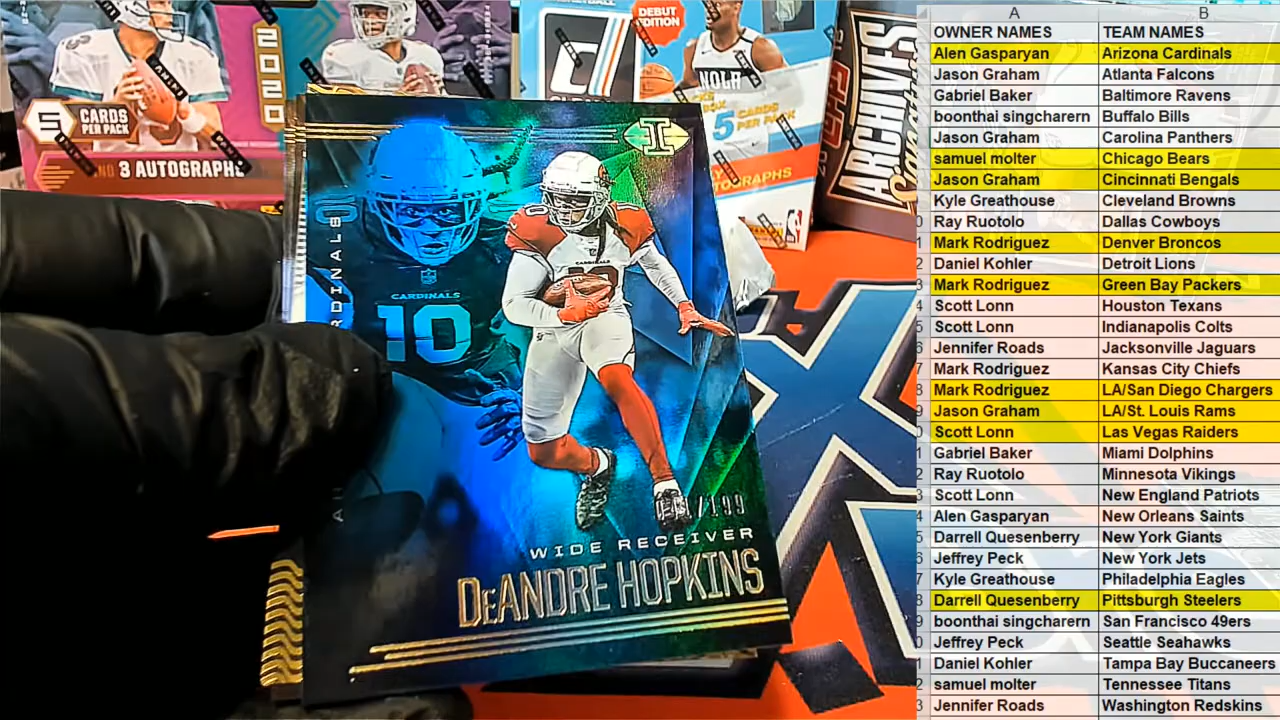 2020
5 CARDS PER PACK
3 AUTOGRAPHS
DEBUT EDITION
NOLA
5 CARDS PER PACK
ARCHIVES
CARDINALS
10
CARDINALS
10
/199
WIDE RECEIVER
DEANDRE HOPKINS
A B
OWNER NAMES TEAM NAMES
Alen Gasparyan Arizona Cardinals
Jason Graham Atlanta Falcons
Gabriel Baker Baltimore Ravens
boonthai singcharern Buffalo Bills
Jason Graham Carolina Panthers
samuel molter Chicago Bears
Jason Graham Cincinnati Bengals
Kyle Greathouse Cleveland Browns
Ray Ruotolo Dallas Cowboys
Mark Rodriguez Denver Broncos
Daniel Kohler Detroit Lions
Mark Rodriguez Green Bay Packers
Scott Lonn Houston Texans
Scott Lonn Indianapolis Colts
Jennifer Roads Jacksonville Jaguars
Mark Rodriguez Kansas City Chiefs
Mark Rodriguez LA/San Diego Chargers
Jason Graham LA/St. Louis Rams
Scott Lonn Las Vegas Raiders
Gabriel Baker Miami Dolphins
Ray Ruotolo Minnesota Vikings
Scott Lonn New England Patriots
Alen Gasparyan New Orleans Saints
Darrell Quesenberry New York Giants
Jeffrey Peck New York Jets
Kyle Greathouse Philadelphia Eagles
Darrell Quesenberry Pittsburgh Steelers
boonthai singcharern San Francisco 49ers
Jeffrey Peck Seattle Seahawks
Daniel Kohler Tampa Bay Buccaneers
samuel molter Tennessee Titans
Jennifer Roads Washington Redskins